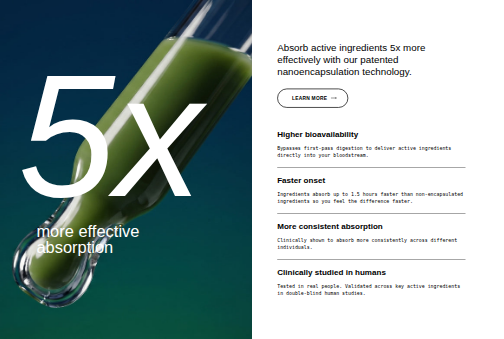 5x
more effective
absorption
Absorb active ingredients 5x more
effectively with our patented
nanoencapsulation technology.
LEARN MORE →
Higher bioavailability
Bypasses first-pass digestion to deliver active ingredients
directly into your bloodstream.
Faster onset
Ingredients absorb up to 1.5 hours faster than non-encapsulated
ingredients so you feel the difference faster.
More consistent absorption
Clinically shown to absorb more consistently across different
individuals.
Clinically studied in humans
Tested in real people. Validated across key active ingredients
in double-blind human studies.